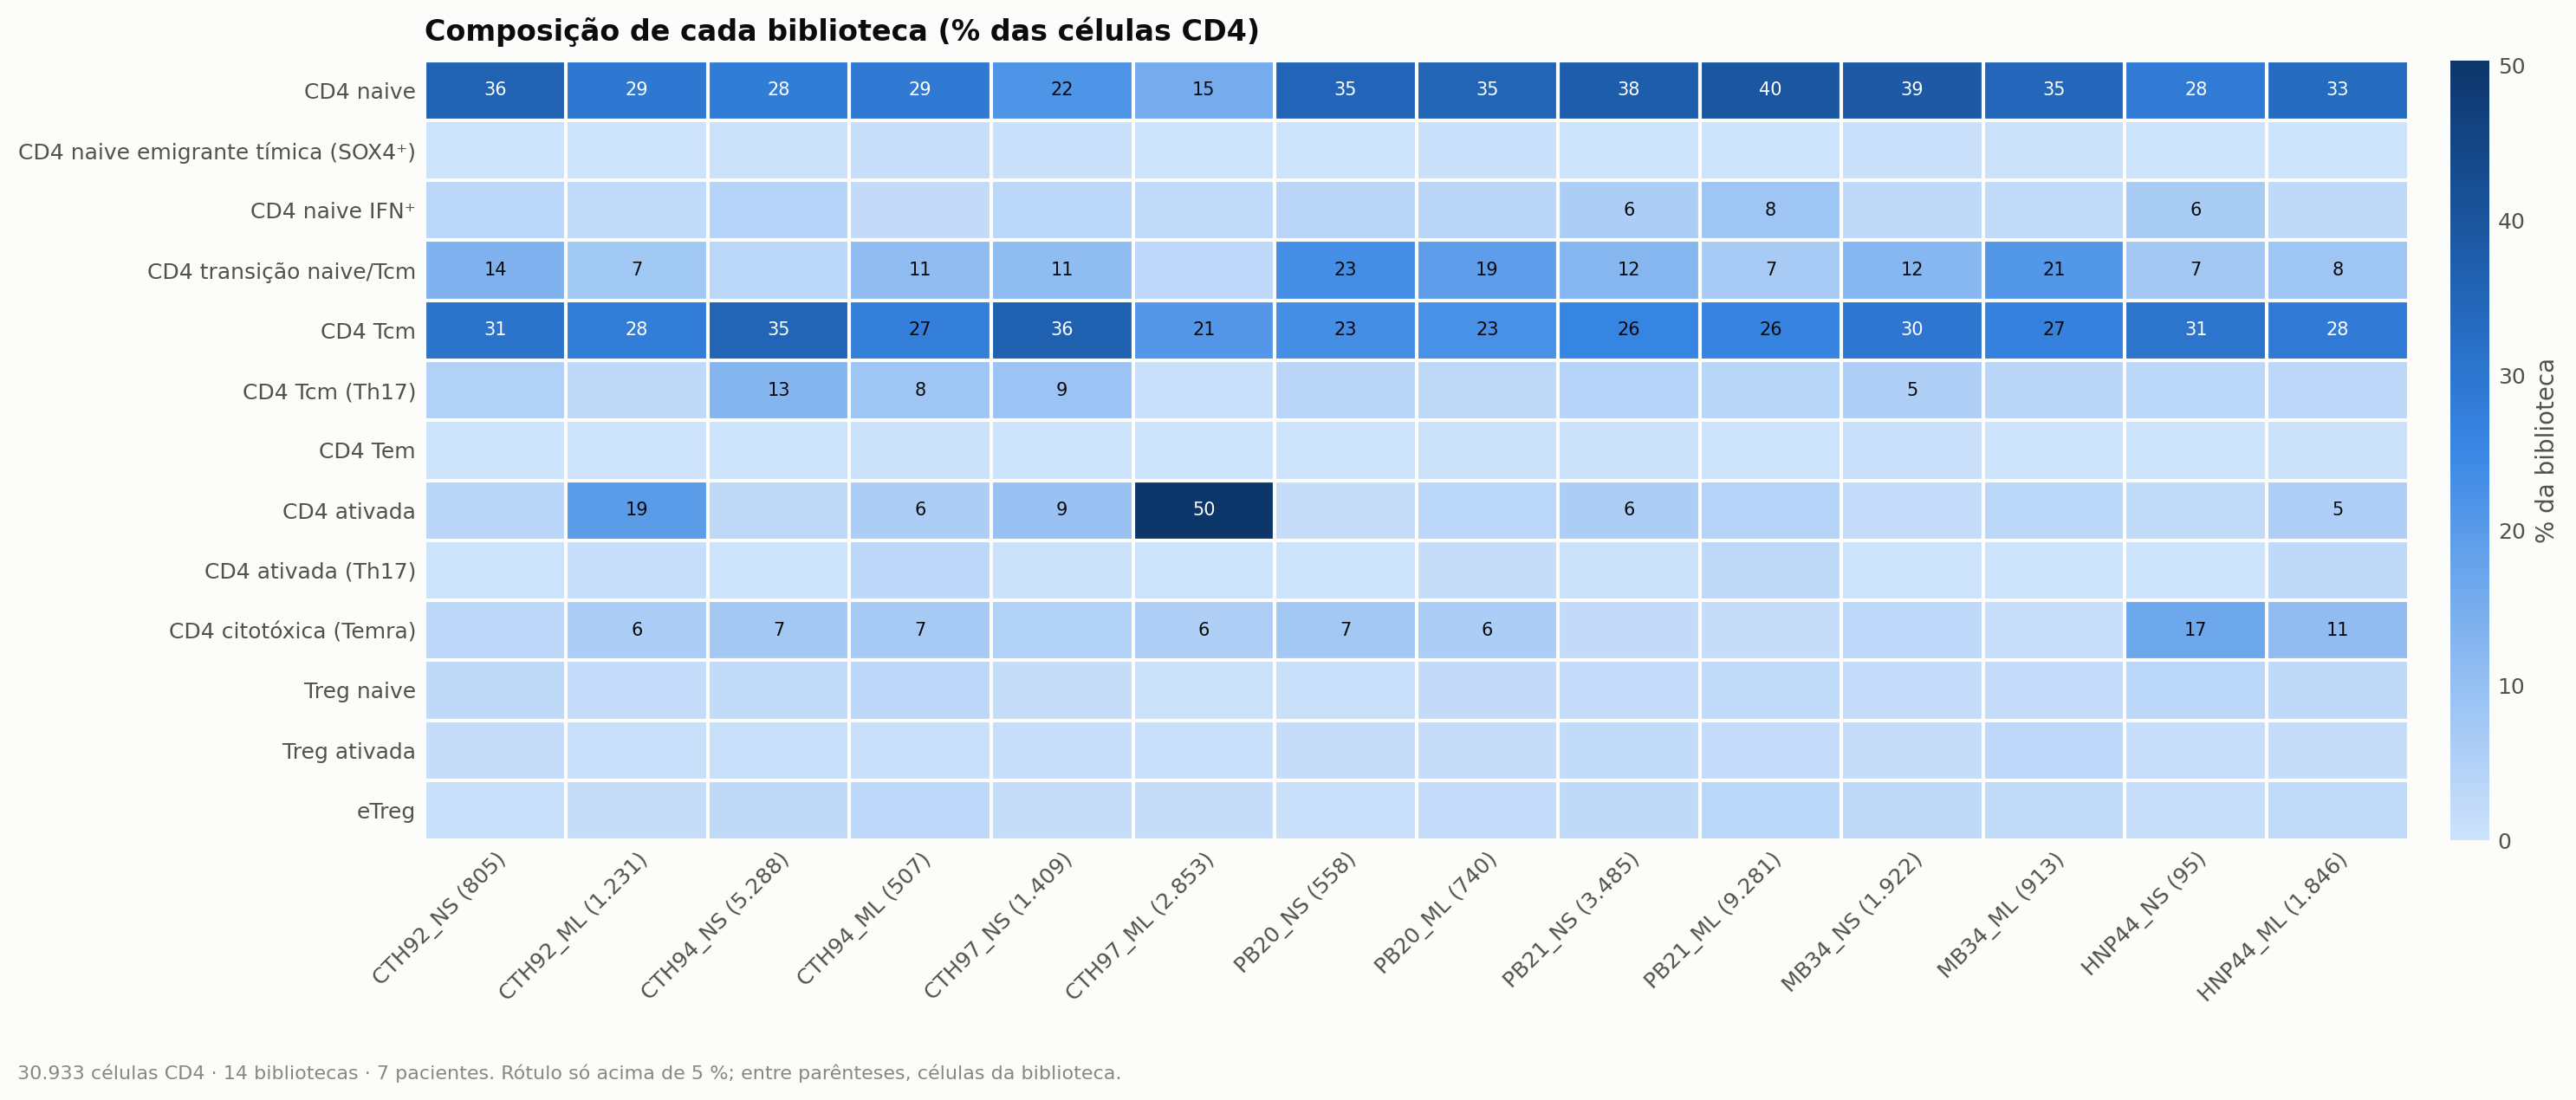 Composição de cada biblioteca (% das células CD4)
CD4 naive 36 29 28 29 22 15 35 35 38 40 39 35 28 33
CD4 naive emigrante tímica (SOX4⁺)
CD4 naive IFN⁺ 6 8 6
CD4 transição naive/Tcm 14 7 11 11 23 19 12 7 12 21 7 8
CD4 Tcm 31 28 35 27 36 21 23 23 26 26 30 27 31 28
CD4 Tcm (Th17) 13 8 9 5
CD4 Tem
CD4 ativada 19 6 9 50 6 5
CD4 ativada (Th17)
CD4 citotóxica (Temra) 6 7 7 6 7 6 17 11
Treg naive
Treg ativada
eTreg
CTH92_NS (805)
CTH92_ML (1.231)
CTH94_NS (5.288)
CTH94_ML (507)
CTH97_NS (1.409)
CTH97_ML (2.853)
PB20_NS (558)
PB20_ML (740)
PB21_NS (3.485)
PB21_ML (9.281)
MB34_NS (1.922)
MB34_ML (913)
HNP44_NS (95)
HNP44_ML (1.846)
50
40
30
20
10
0
% da biblioteca
30.933 células CD4 · 14 bibliotecas · 7 pacientes. Rótulo só acima de 5 %; entre parênteses, células da biblioteca.